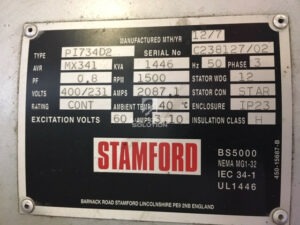 MANUFACTURED MTH/YR 12/7
TYPE PI734D2 SERIAL No C238127/02
AVR MX341 KVA 1446 Hz 50 PHASE 3
PF 0,8 RPM 1500 STATOR WDG 12
VOLTS 400/231 AMPS 2087,1 STATOR CON STAR
RATING CONT AMBIENT TEMP 40 °C ENCLOSURE IP23
EXCITATION VOLTS 60 AMPS 3,10 INSULATION CLASS H
SOLUTION
STAMFORD
BS5000
NEMA MG1-32
IEC 34-1
UL1446
450-15687-B
BARNACK ROAD STAMFORD LINCOLNSHIRE PE9 2NB ENGLAND